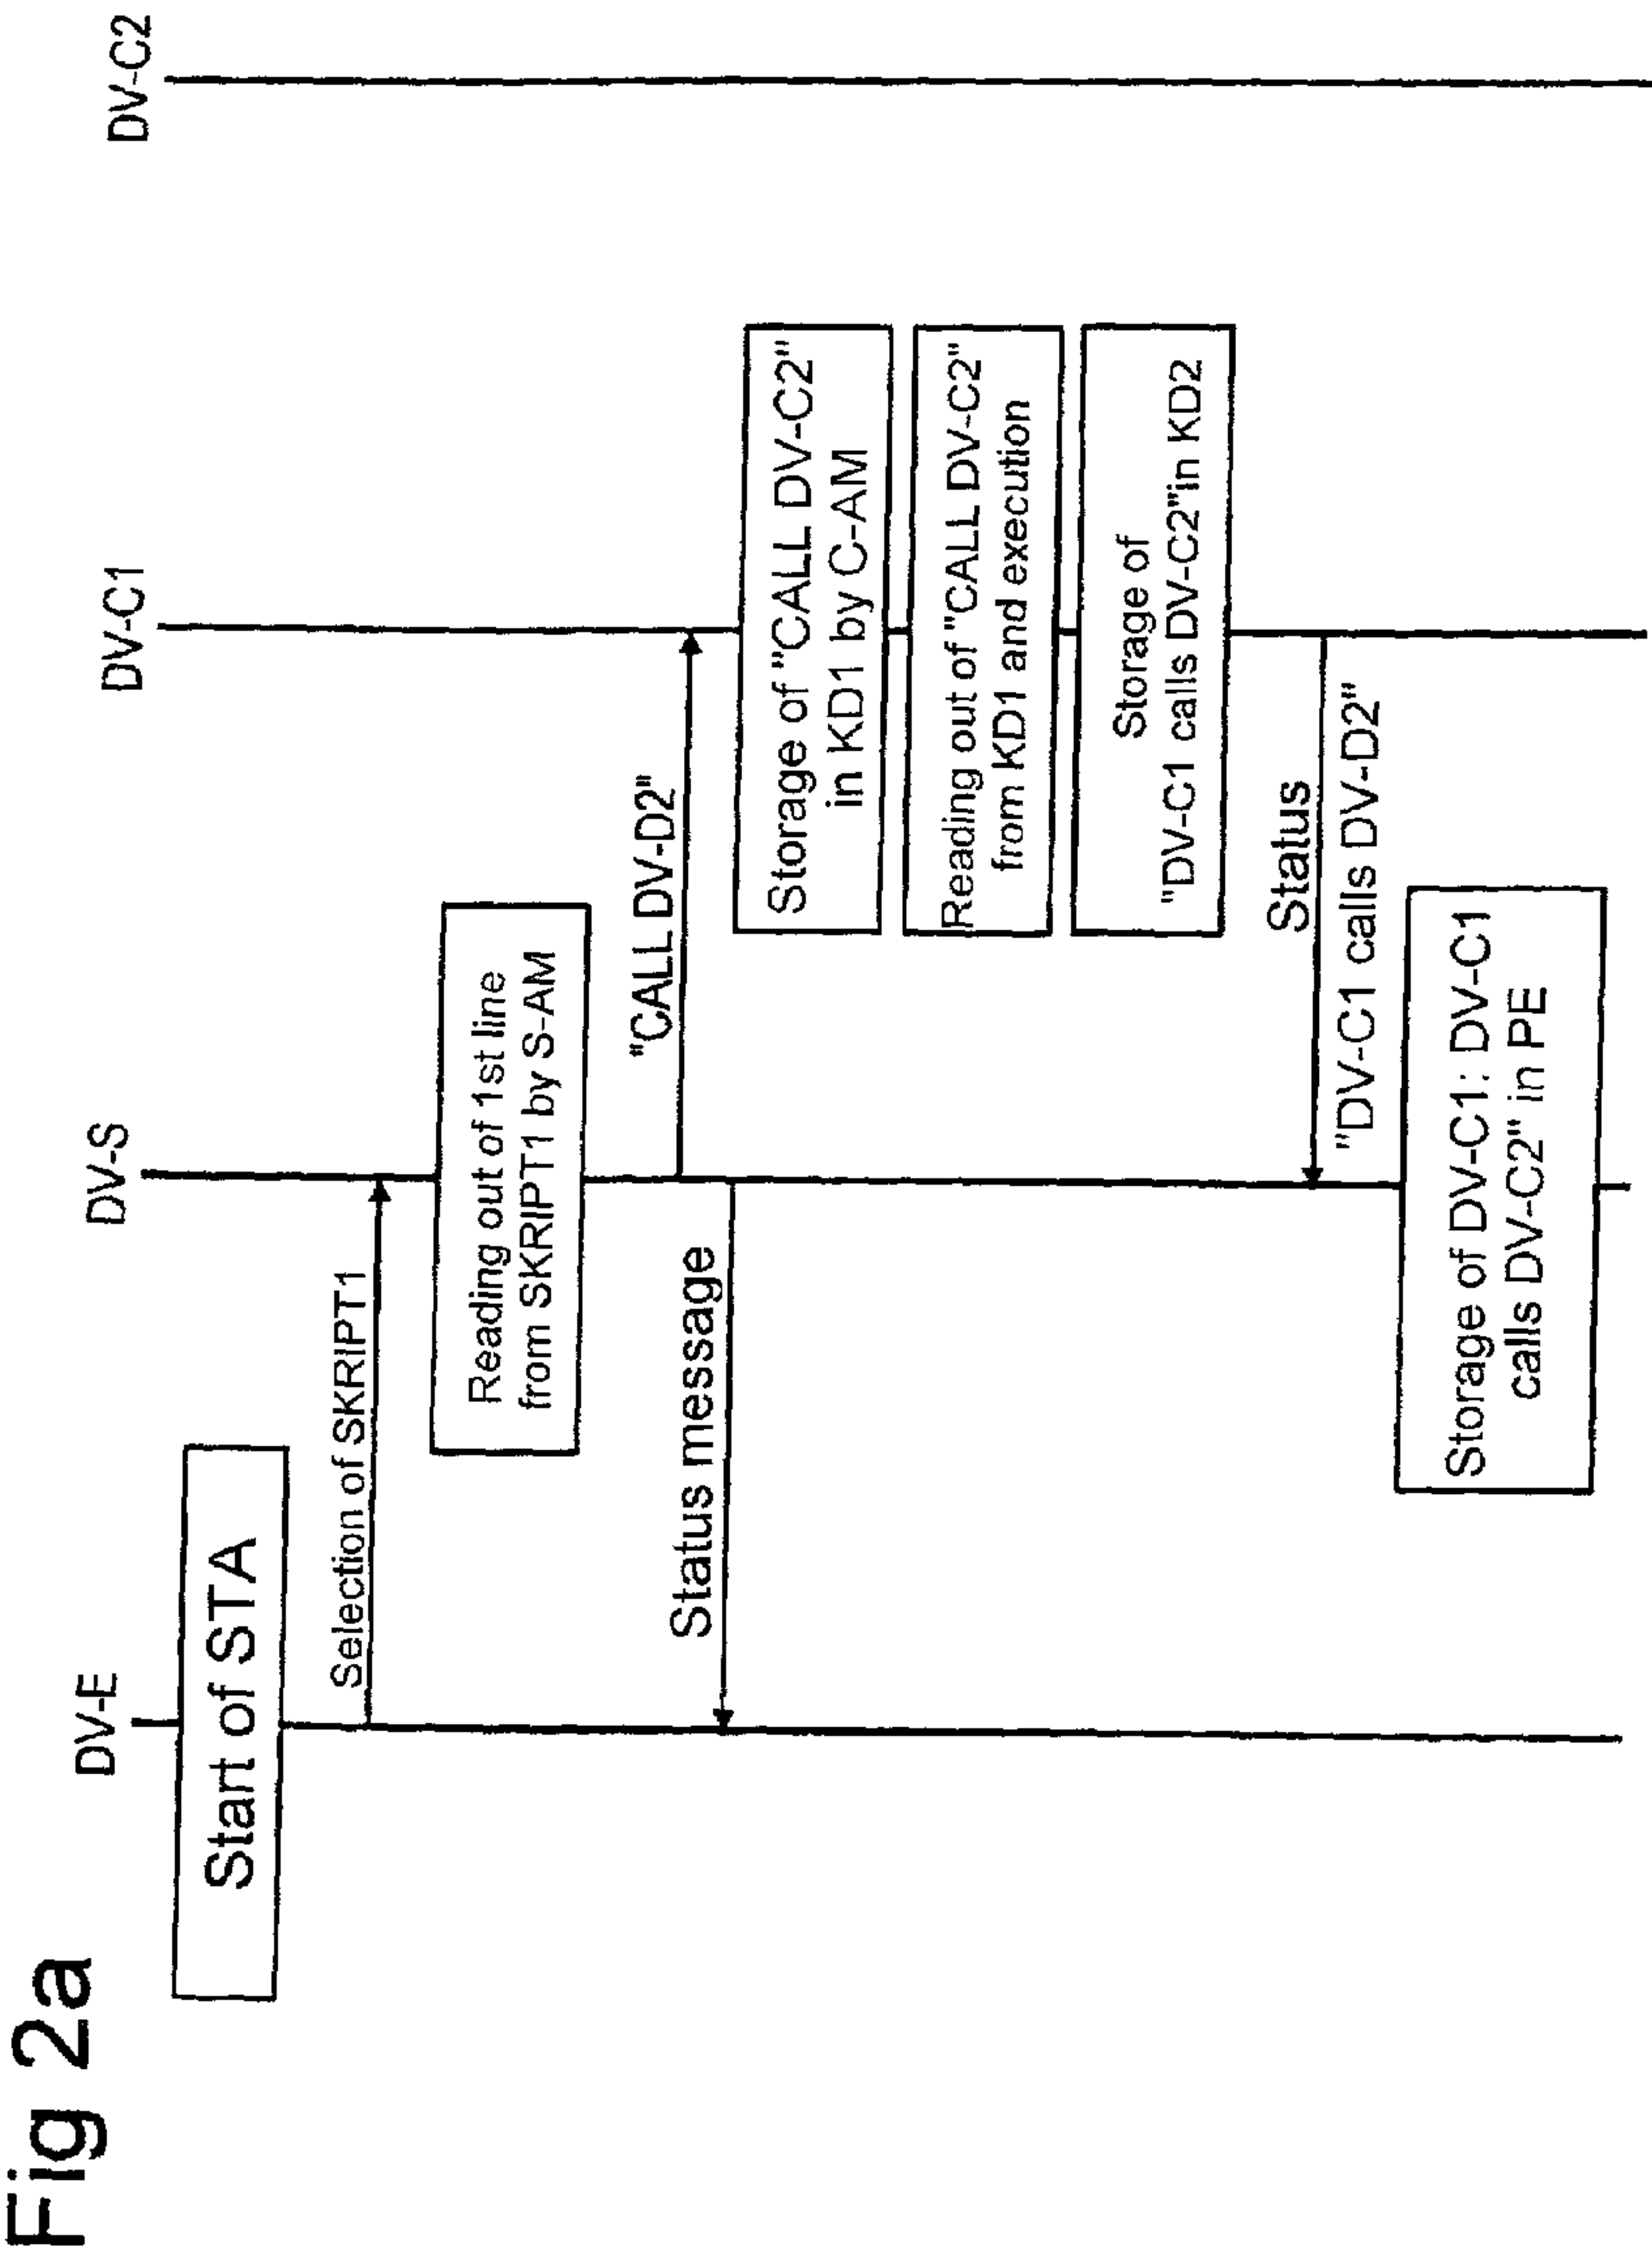 Fig 2a
DV-E
DV-S
DV-C1
DV-C2
Start of STA
Selection of SKRIPT1
Reading out of 1st line
from SKRIPT1 by S-AM
"CALL DV-D2"
Status message
Storage of "CALL DV-C2"
in KD1 by C-AM
Reading out of "CALL DV-C2"
from KD1 and execution
Storage of
"DV-C1 calls DV-C2"in KD2
Status
"DV-C1 calls DV-D2"
Storage of DV-C1: DV-C1
calls DV-C2" in PE